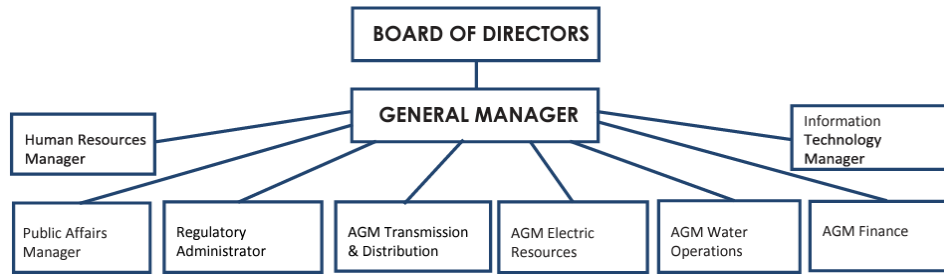 BOARD OF DIRECTORS
GENERAL MANAGER
Human Resources
Manager
Information
Technology
Manager
Public Affairs
Manager
Regulatory
Administrator
AGM Transmission
& Distribution
AGM Electric
Resources
AGM Water
Operations
AGM Finance